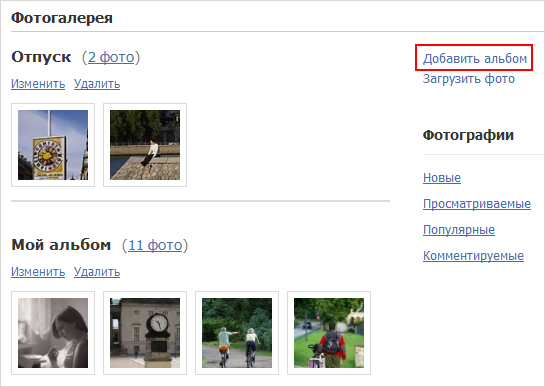 Фотогалерея
Отпуск (2 фото)
Изменить Удалить
Мой альбом (11 фото)
Изменить Удалить
Добавить альбом
Загрузить фото
Фотографии
Новые
Просматриваемые
Популярные
Комментируемые